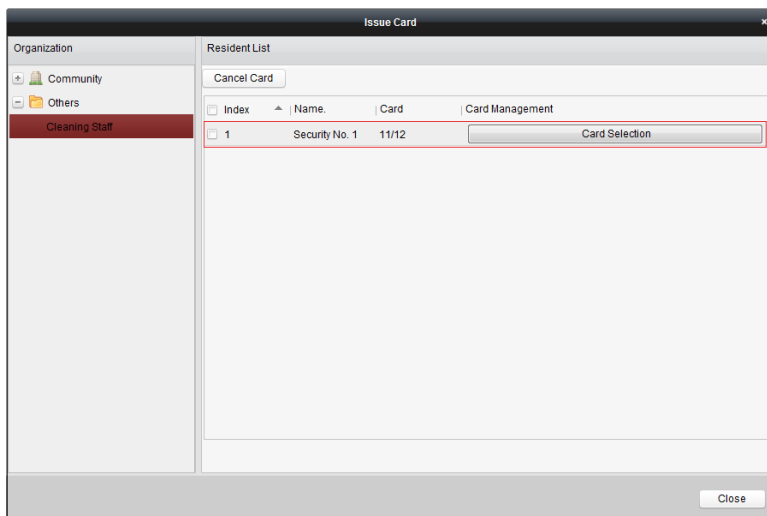 Issue Card
Organization
Resident List
Community
Others
Cleaning Staff
Cancel Card
Index Name. Card Card Management
1 Security No. 1 11/12 Card Selection
Close